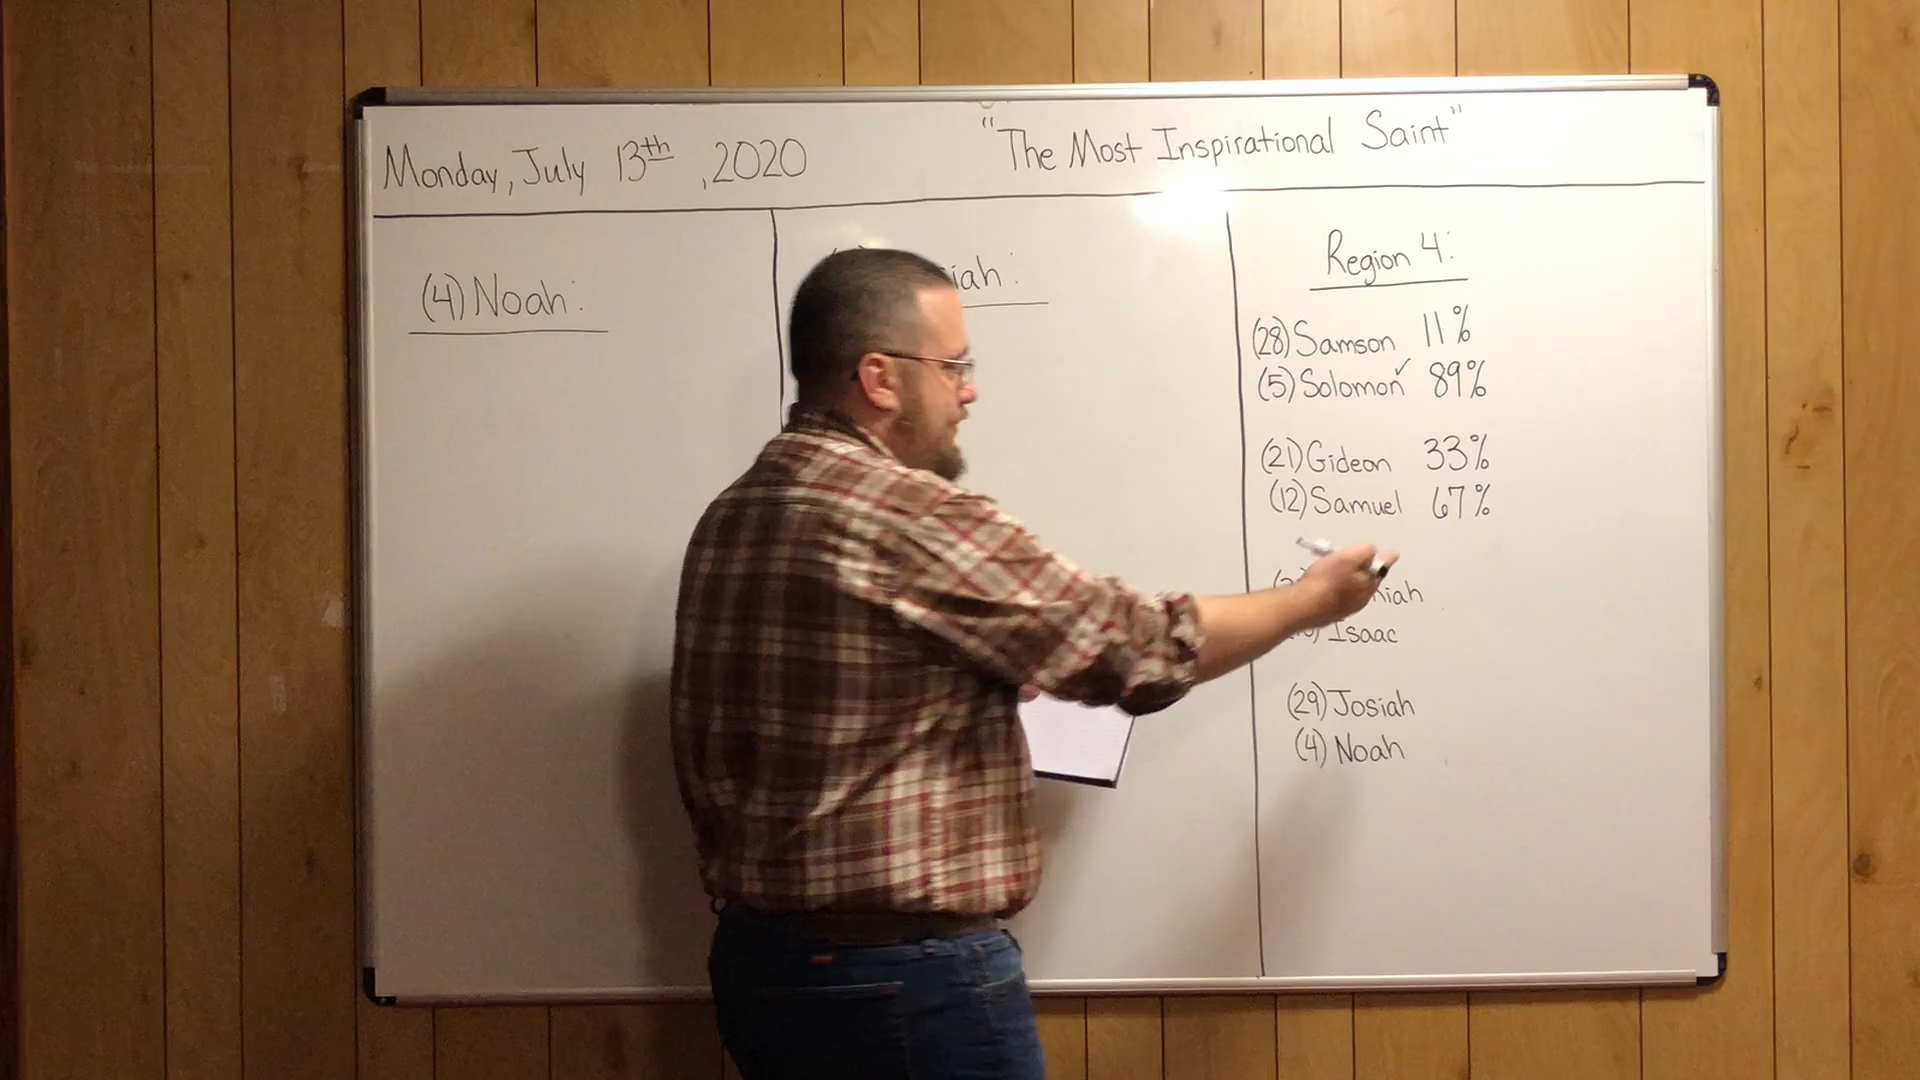 Monday, July 13th, 2020
"The Most Inspirational Saint"
(4) Noah:
iah:
Region 4:
(28) Samson 11%
(5) Solomon ✓ 89%
(21) Gideon 33%
(12) Samuel 67%
Isaac
(29) Josiah
(4) Noah